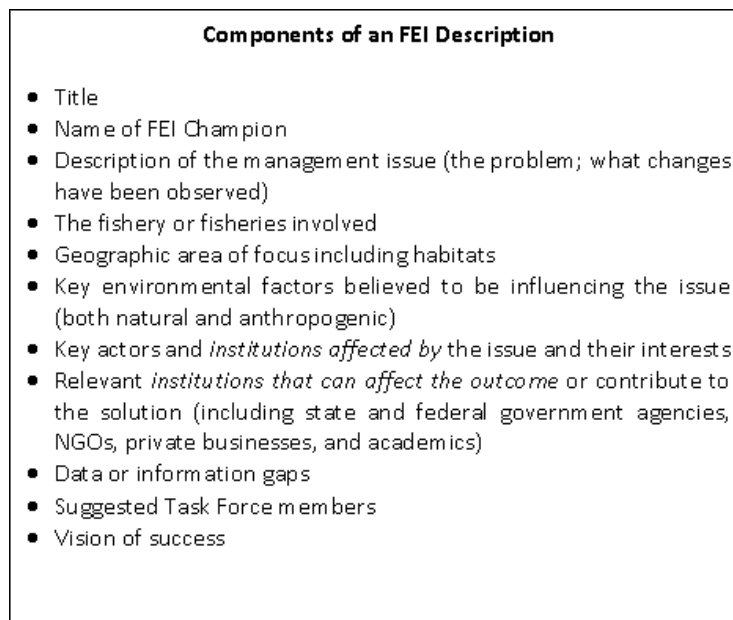 Components of an FEI Description
• Title
• Name of FEI Champion
• Description of the management issue (the problem; what changes
have been observed)
• The fishery or fisheries involved
• Geographic area of focus including habitats
• Key environmental factors believed to be influencing the issue
(both natural and anthropogenic)
• Key actors and institutions affected by the issue and their interests
• Relevant institutions that can affect the outcome or contribute to
the solution (including state and federal government agencies,
NGOs, private businesses, and academics)
• Data or information gaps
• Suggested Task Force members
• Vision of success